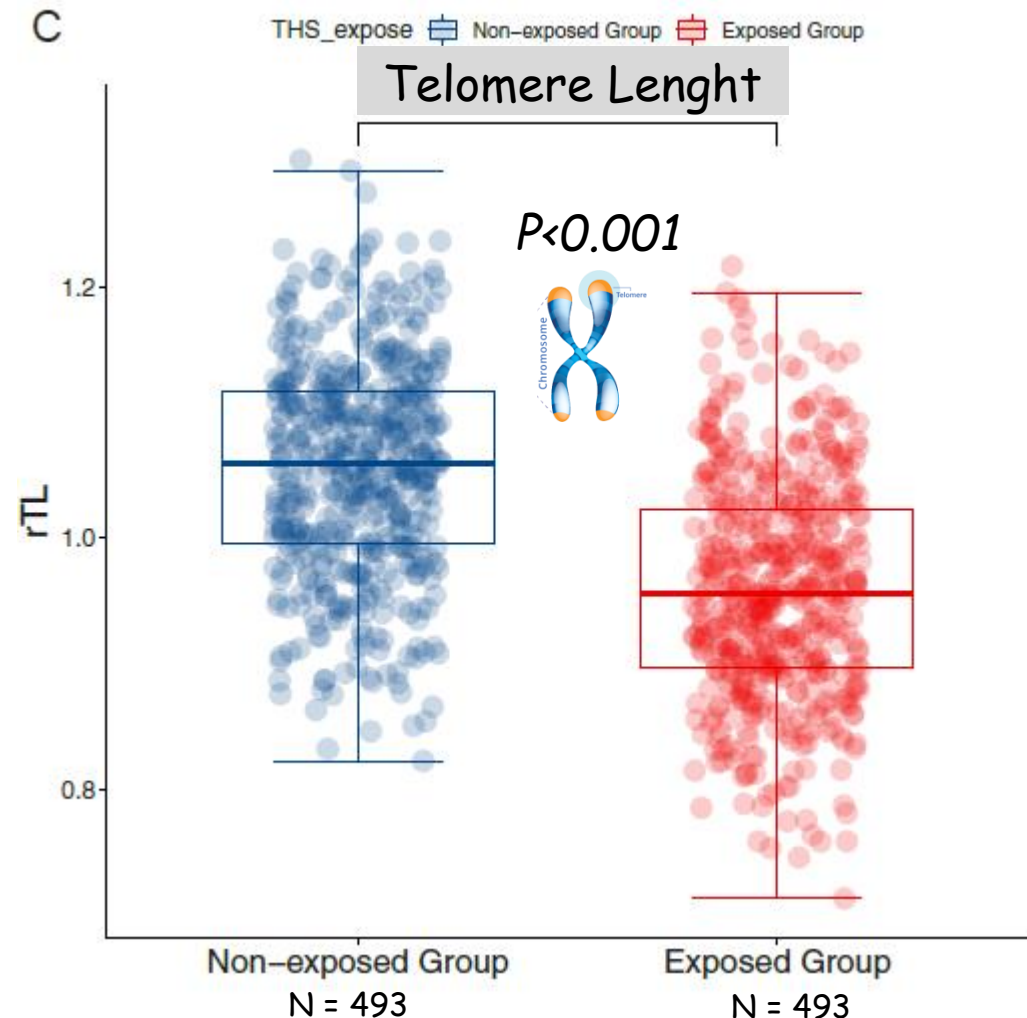 C
THS_expose Non−exposed Group Exposed Group
Telomere Lenght
P<0.001
Telomere
Chromosome
rTL
1.2
1.0
0.8
Non−exposed Group
Exposed Group
N = 493
N = 493